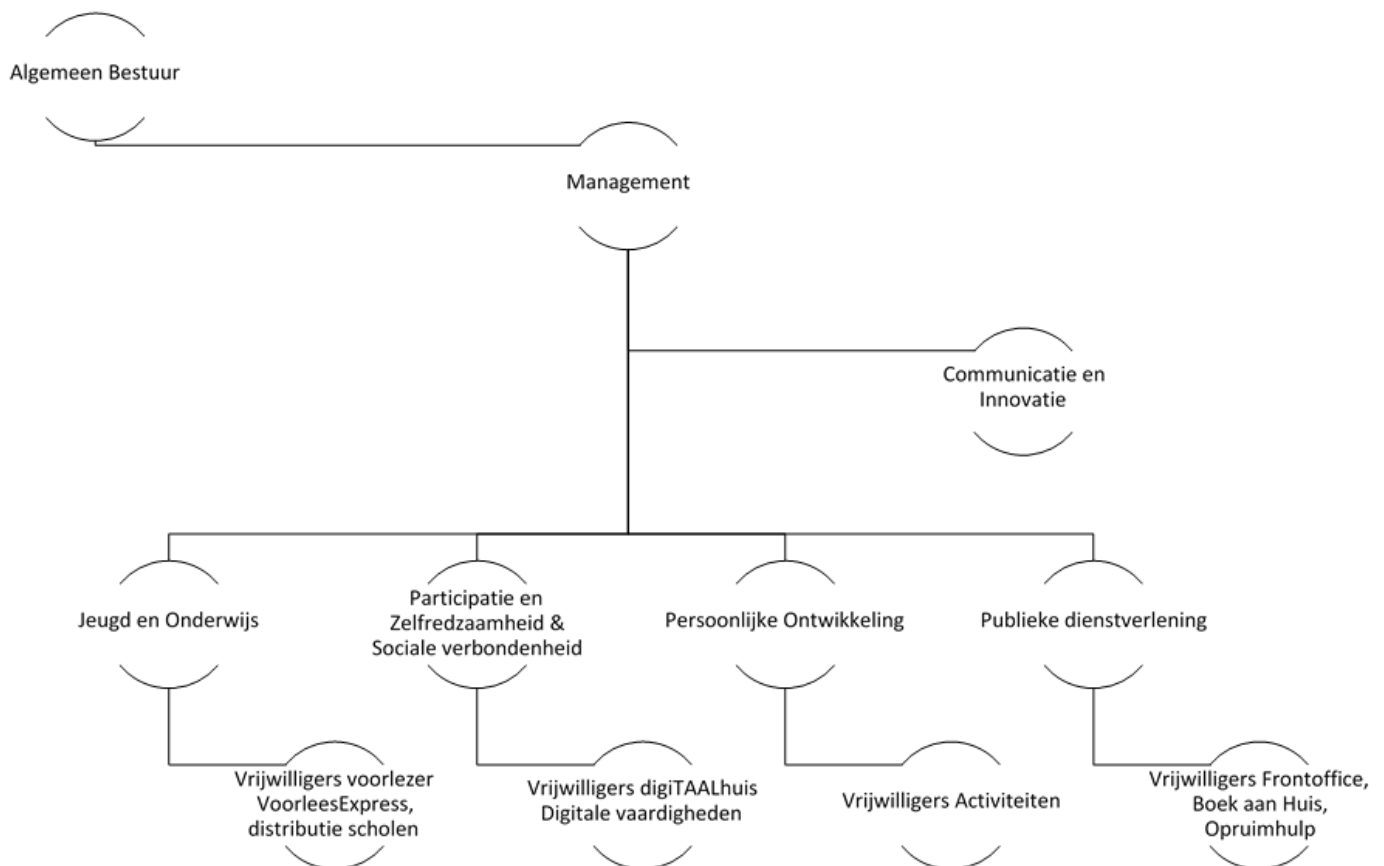 Algemeen Bestuur
Management
Communicatie en
Innovatie
Jeugd en Onderwijs
Participatie en
Zelfredzaamheid &
Sociale verbondenheid
Persoonlijke Ontwikkeling
Publieke dienstverlening
Vrijwilligers voorlezer
VoorleesExpress,
distributie scholen
Vrijwilligers digiTAALhuis
Digitale vaardigheden
Vrijwilligers Activiteiten
Vrijwilligers Frontoffice,
Boek aan Huis,
Opruimhulp